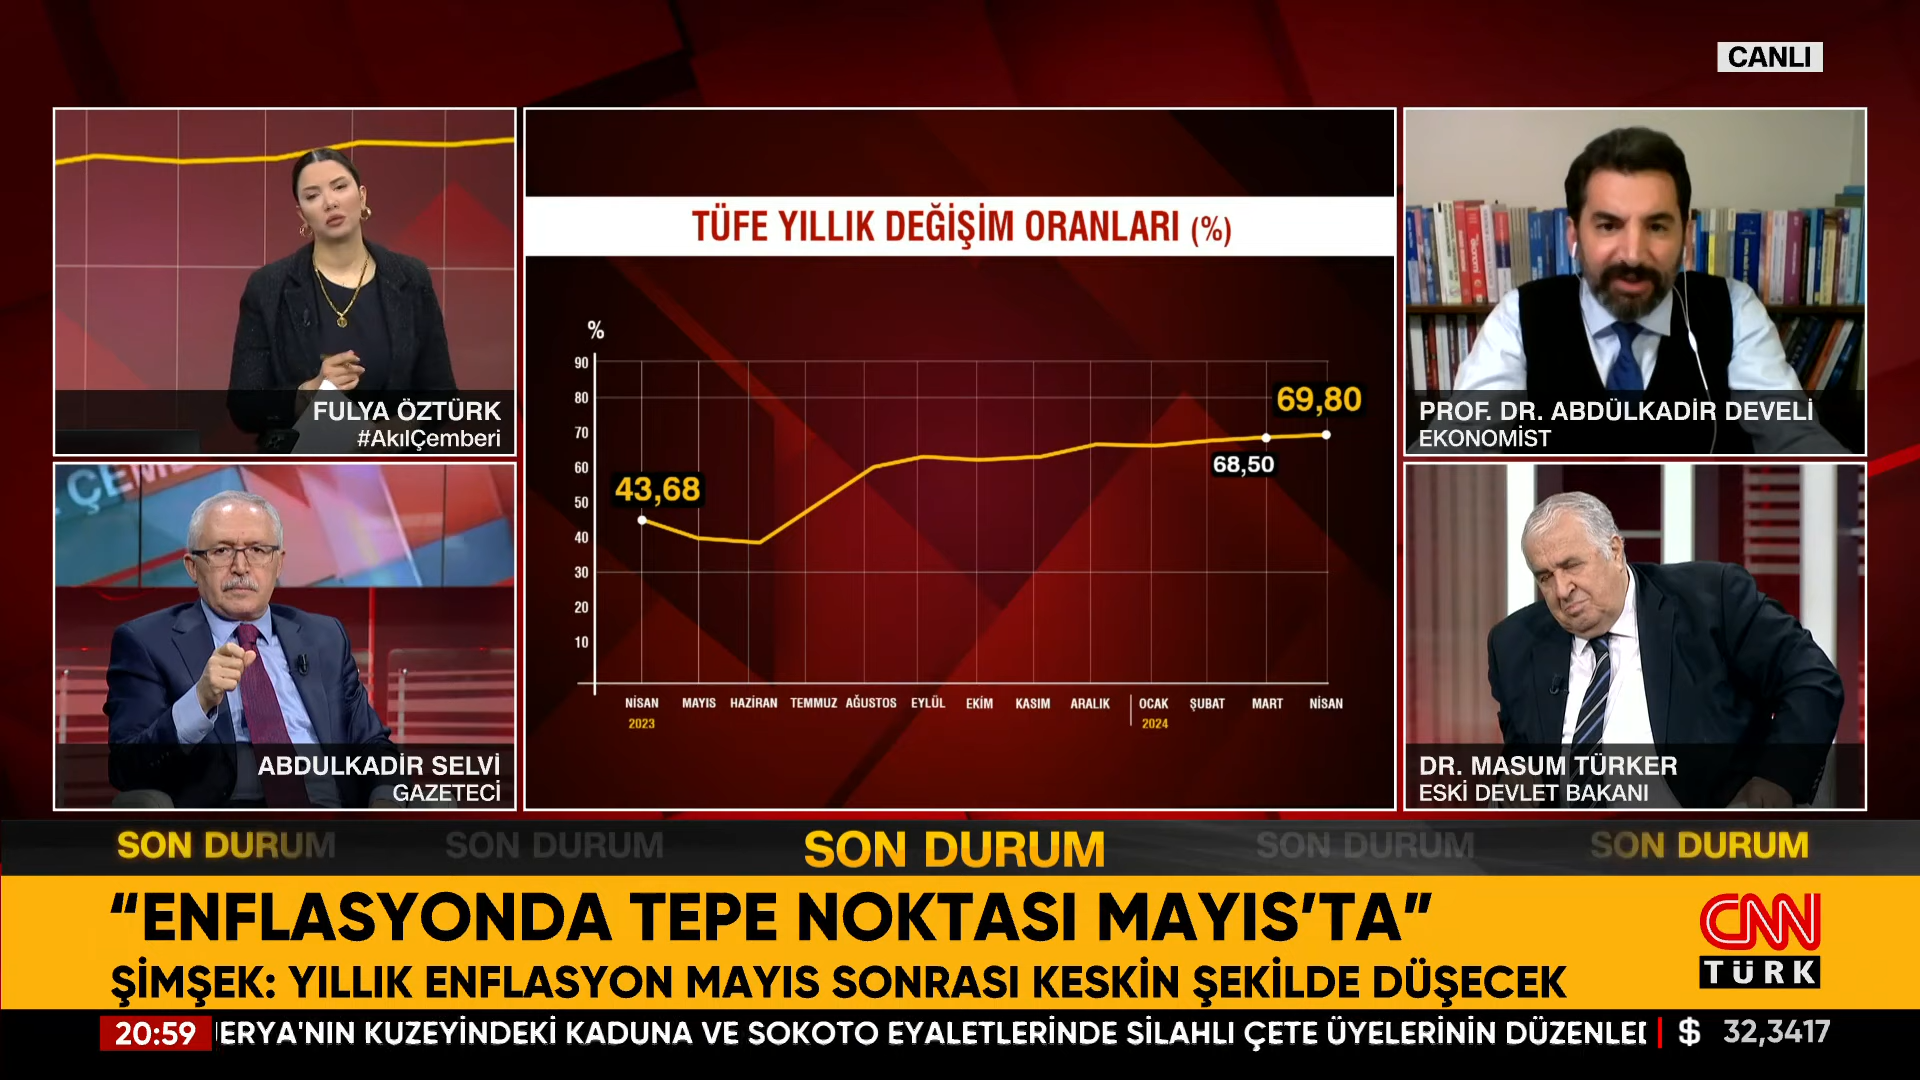 CANLI
FULYA ÖZTÜRK
#AkılÇemberi
ABDULKADİR SELVİ
GAZETECİ
TÜFE YILLIK DEĞİŞİM ORANLARI (%)
%
90
80
70
60
50
40
30
20
10
43,68
68,50
69,80
NİSAN MAYIS HAZİRAN TEMMUZ AĞUSTOS EYLÜL EKİM KASIM ARALIK OCAK ŞUBAT MART NİSAN
2023 2024
PROF. DR. ABDÜLKADİR DEVELİ
EKONOMİST
DR. MASUM TÜRKER
ESKİ DEVLET BAKANI
SON DURUM SON DURUM SON DURUM SON DURUM SON DURUM
“ENFLASYONDA TEPE NOKTASI MAYIS’TA”
ŞİMŞEK: YILLIK ENFLASYON MAYIS SONRASI KESKİN ŞEKİLDE DÜŞECEK
CNN
TÜRK
20:59 JERYA'NIN KUZEYİNDEKİ KADUNA VE SOKOTO EYALETLERİNDE SİLAHLI ÇETE ÜYELERİNİN DÜZENLE $ 32,3417